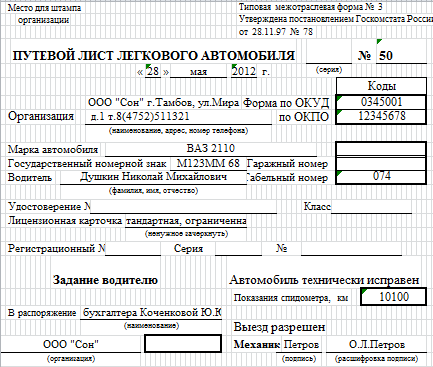 Место для штампа организации
Типовая межотраслевая форма № 3
Утверждена постановлением Госкомстата Росси
от 28.11.97 № 78
ПУТЕВОЙ ЛИСТ ЛЕГКОВОГО АВТОМОБИЛЯ № 50
(серия)
« 28 » мая 2012 г.
Коды
ООО "Сон" г.Тамбов, ул.Мира Форма по ОКУД 0345001
Организация д.1 т.8(4752)511321 по ОКПО 12345678
(наименование, адрес, номер телефона)
Марка автомобиля ВАЗ 2110
Государственный номерной знак М123ММ 68 Гаражный номер
Водитель Душкин Николай Михайлович Табельный номер 074
(фамилия, имя, отчество)
Удостоверение № Класс
Лицензионная карточка тандартная, ограниченна
(ненужное зачеркнуть)
Регистрационный № Серия №
Задание водителю Автомобиль технически исправен
Показания спидометра, км 10100
В распоряжение бухгалтера Коченковой Ю.К
(наименование)
Выезд разрешен
ООО "Сон" Механик Петров О.Л.Петров
(организация) (подпись) (расшифровка подписи)